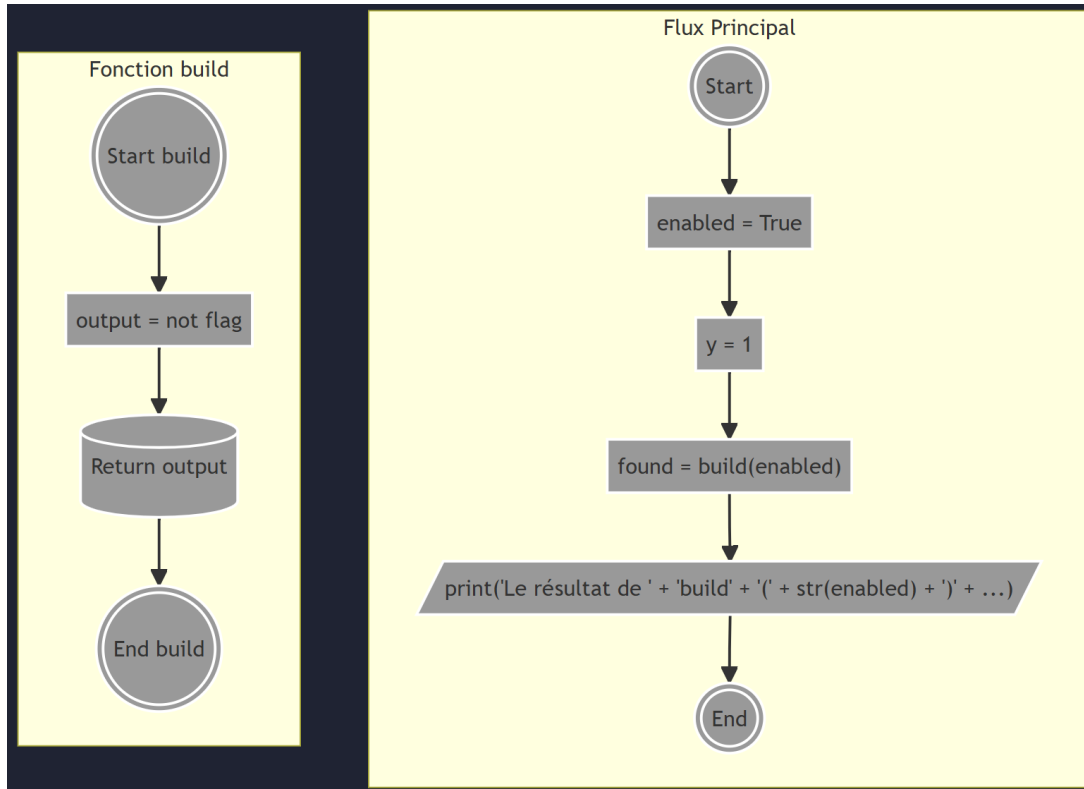 Fonction build
Start build
output = not flag
Return output
End build
Flux Principal
Start
enabled = True
y = 1
found = build(enabled)
print('Le résultat de ' + 'build' + '(' + str(enabled) + ')' + ...)
End